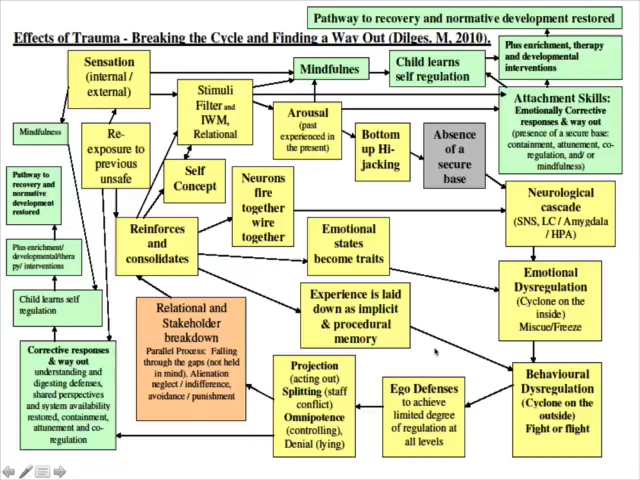 Pathway to recovery and normative development restored
Effects of Trauma - Breaking the Cycle and Finding a Way Out (Dilges, M, 2010).
Sensation
(internal /
external)
Mindfulnes
Child learns
self regulation
Plus enrichment, therapy
and developmental
interventions
Stimuli
Filter and
IWM,
Relational
Attachment Skills:
Emotionally Corrective
responses & way out
(presence of a secure base:
containment, attunement, co-
regulation, and/ or
mindfulness)
Arousal
(past
experienced in
the present)
Mindfulness
Re-
exposure to
previous
unsafe
Bottom
up Hi-
jacking
Absence
of a
secure
base
Self
Concept
Pathway to
recovery and
normative
development
restored
Neurons
fire
together
wire
together
Neurological
cascade
(SNS, LC / Amygdala
/ HPA)
Reinforces
and
consolidates
Emotional
states
become traits
Plus enrichment/
developmental/thera
py/ interventions
Emotional
Dysregulation
(Cyclone on the
inside)
Miscue/Freeze
Child learns self
regulation
Experience is laid
down as implicit
& procedural
memory
Relational and
Stakeholder
breakdown
Parallel Process: Falling
through the gaps (not held
in mind). Alienation
neglect / indifference,
avoidance / punishment
Corrective responses
& way out
understanding and
digesting defenses,
shared perspectives
and system availability
restored, containment,
attunement and co-
regulation
Projection
(acting out)
Splitting (staff
conflict)
Omnipotence
(controlling),
Denial (lying)
Ego Defenses
to achieve
limited degree
of regulation at
all levels
Behavioural
Dysregulation
(Cyclone on the
outside)
Fight or flight